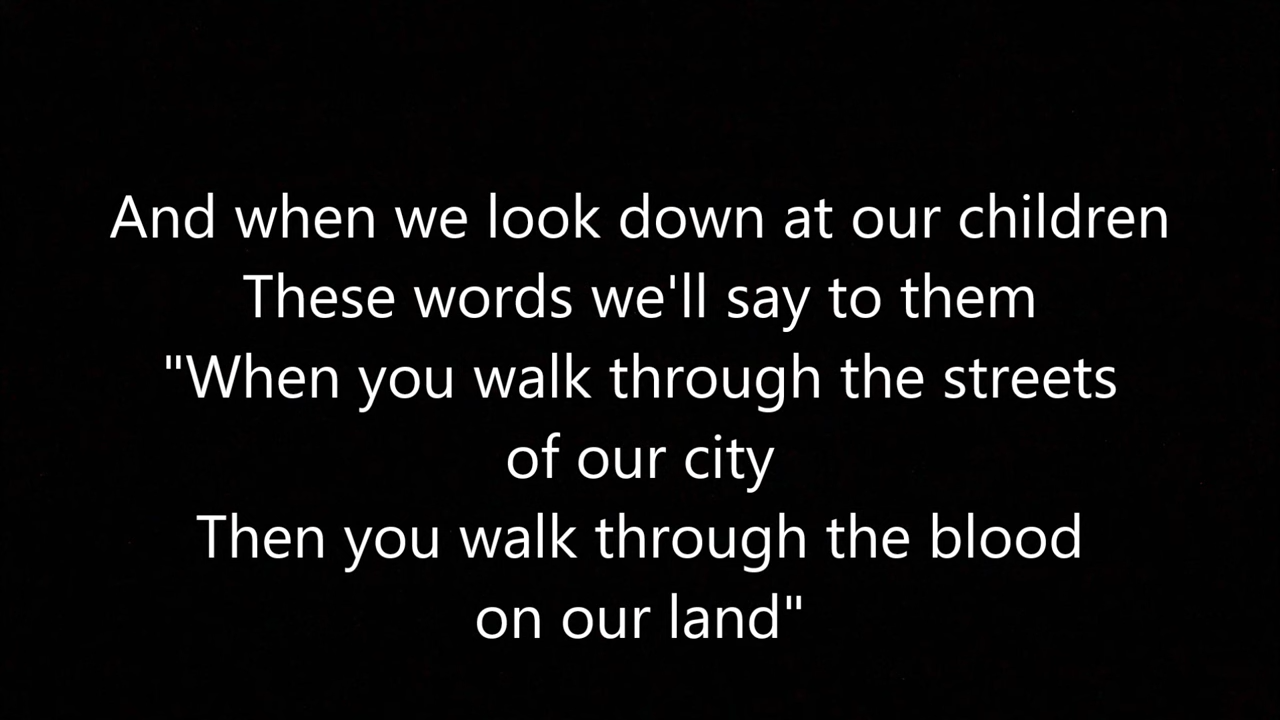 And when we look down at our children
These words we'll say to them
"When you walk through the streets
of our city
Then you walk through the blood
on our land"